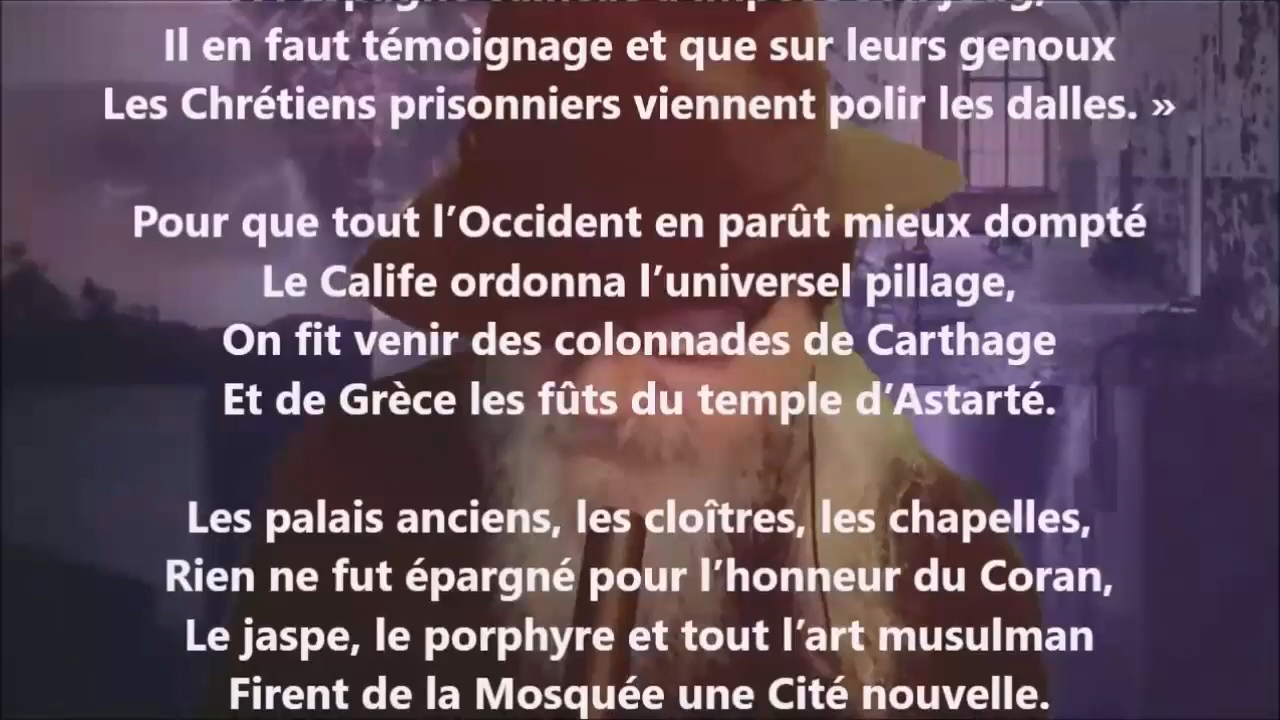 Il en faut témoignage et que sur leurs genoux
Les Chrétiens prisonniers viennent polir les dalles. »
Pour que tout l’Occident en parût mieux dompté
Le Calife ordonna l’universel pillage,
On fit venir des colonnades de Carthage
Et de Grèce les fûts du temple d’Astarté.
Les palais anciens, les cloîtres, les chapelles,
Rien ne fut épargné pour l’honneur du Coran,
Le jaspe, le porphyre et tout l’art musulman
Firent de la Mosquée une Cité nouvelle.